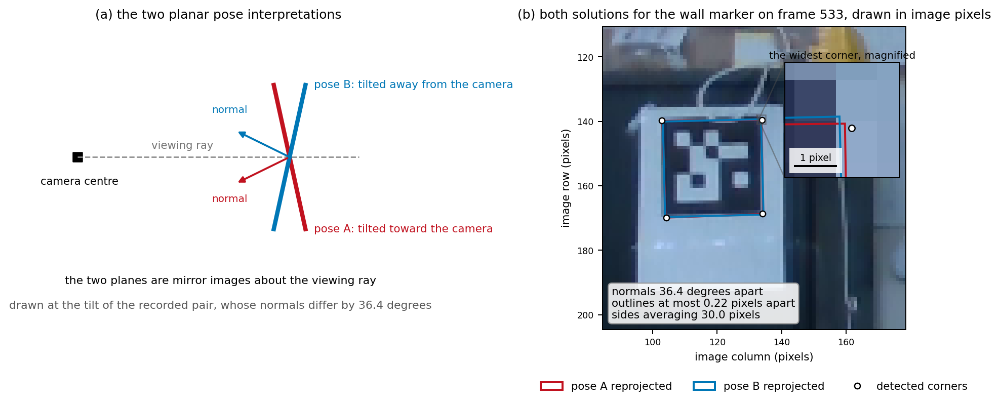 (a) the two planar pose interpretations
pose B: tilted away from the camera
normal
viewing ray
camera centre
normal
pose A: tilted toward the camera
the two planes are mirror images about the viewing ray
drawn at the tilt of the recorded pair, whose normals differ by 36.4 degrees
(b) both solutions for the wall marker on frame 533, drawn in image pixels
the widest corner, magnified
1 pixel
image row (pixels)
120
140
160
180
200
normals 36.4 degrees apart
outlines at most 0.22 pixels apart
sides averaging 30.0 pixels
100
120
140
160
image column (pixels)
pose A reprojected
pose B reprojected
detected corners